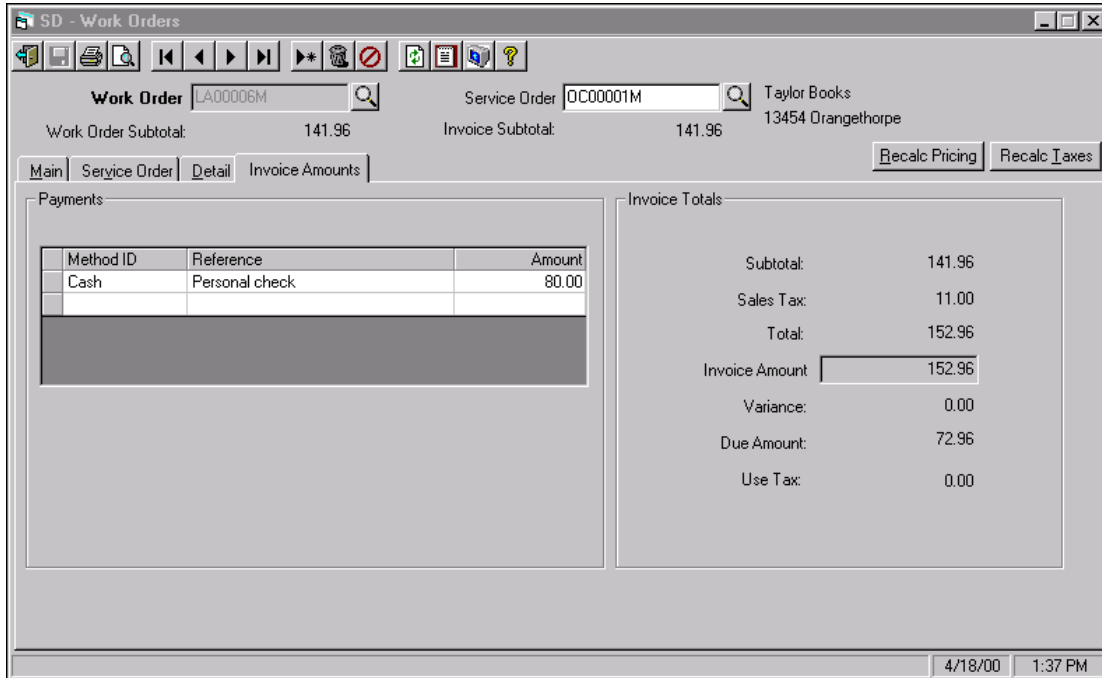 SD - Work Orders
Work Order LA00006M Service Order OC00001M Taylor Books
13454 Orangethorpe
Work Order Subtotal: 141.96 Invoice Subtotal: 141.96
Recalc Pricing Recalc Taxes
Main Service Order Detail Invoice Amounts
Payments
Method ID Reference Amount
Cash Personal check 80.00
Invoice Totals
Subtotal: 141.96
Sales Tax: 11.00
Total: 152.96
Invoice Amount 152.96
Variance: 0.00
Due Amount: 72.96
Use Tax: 0.00
4/18/00 1:37 PM